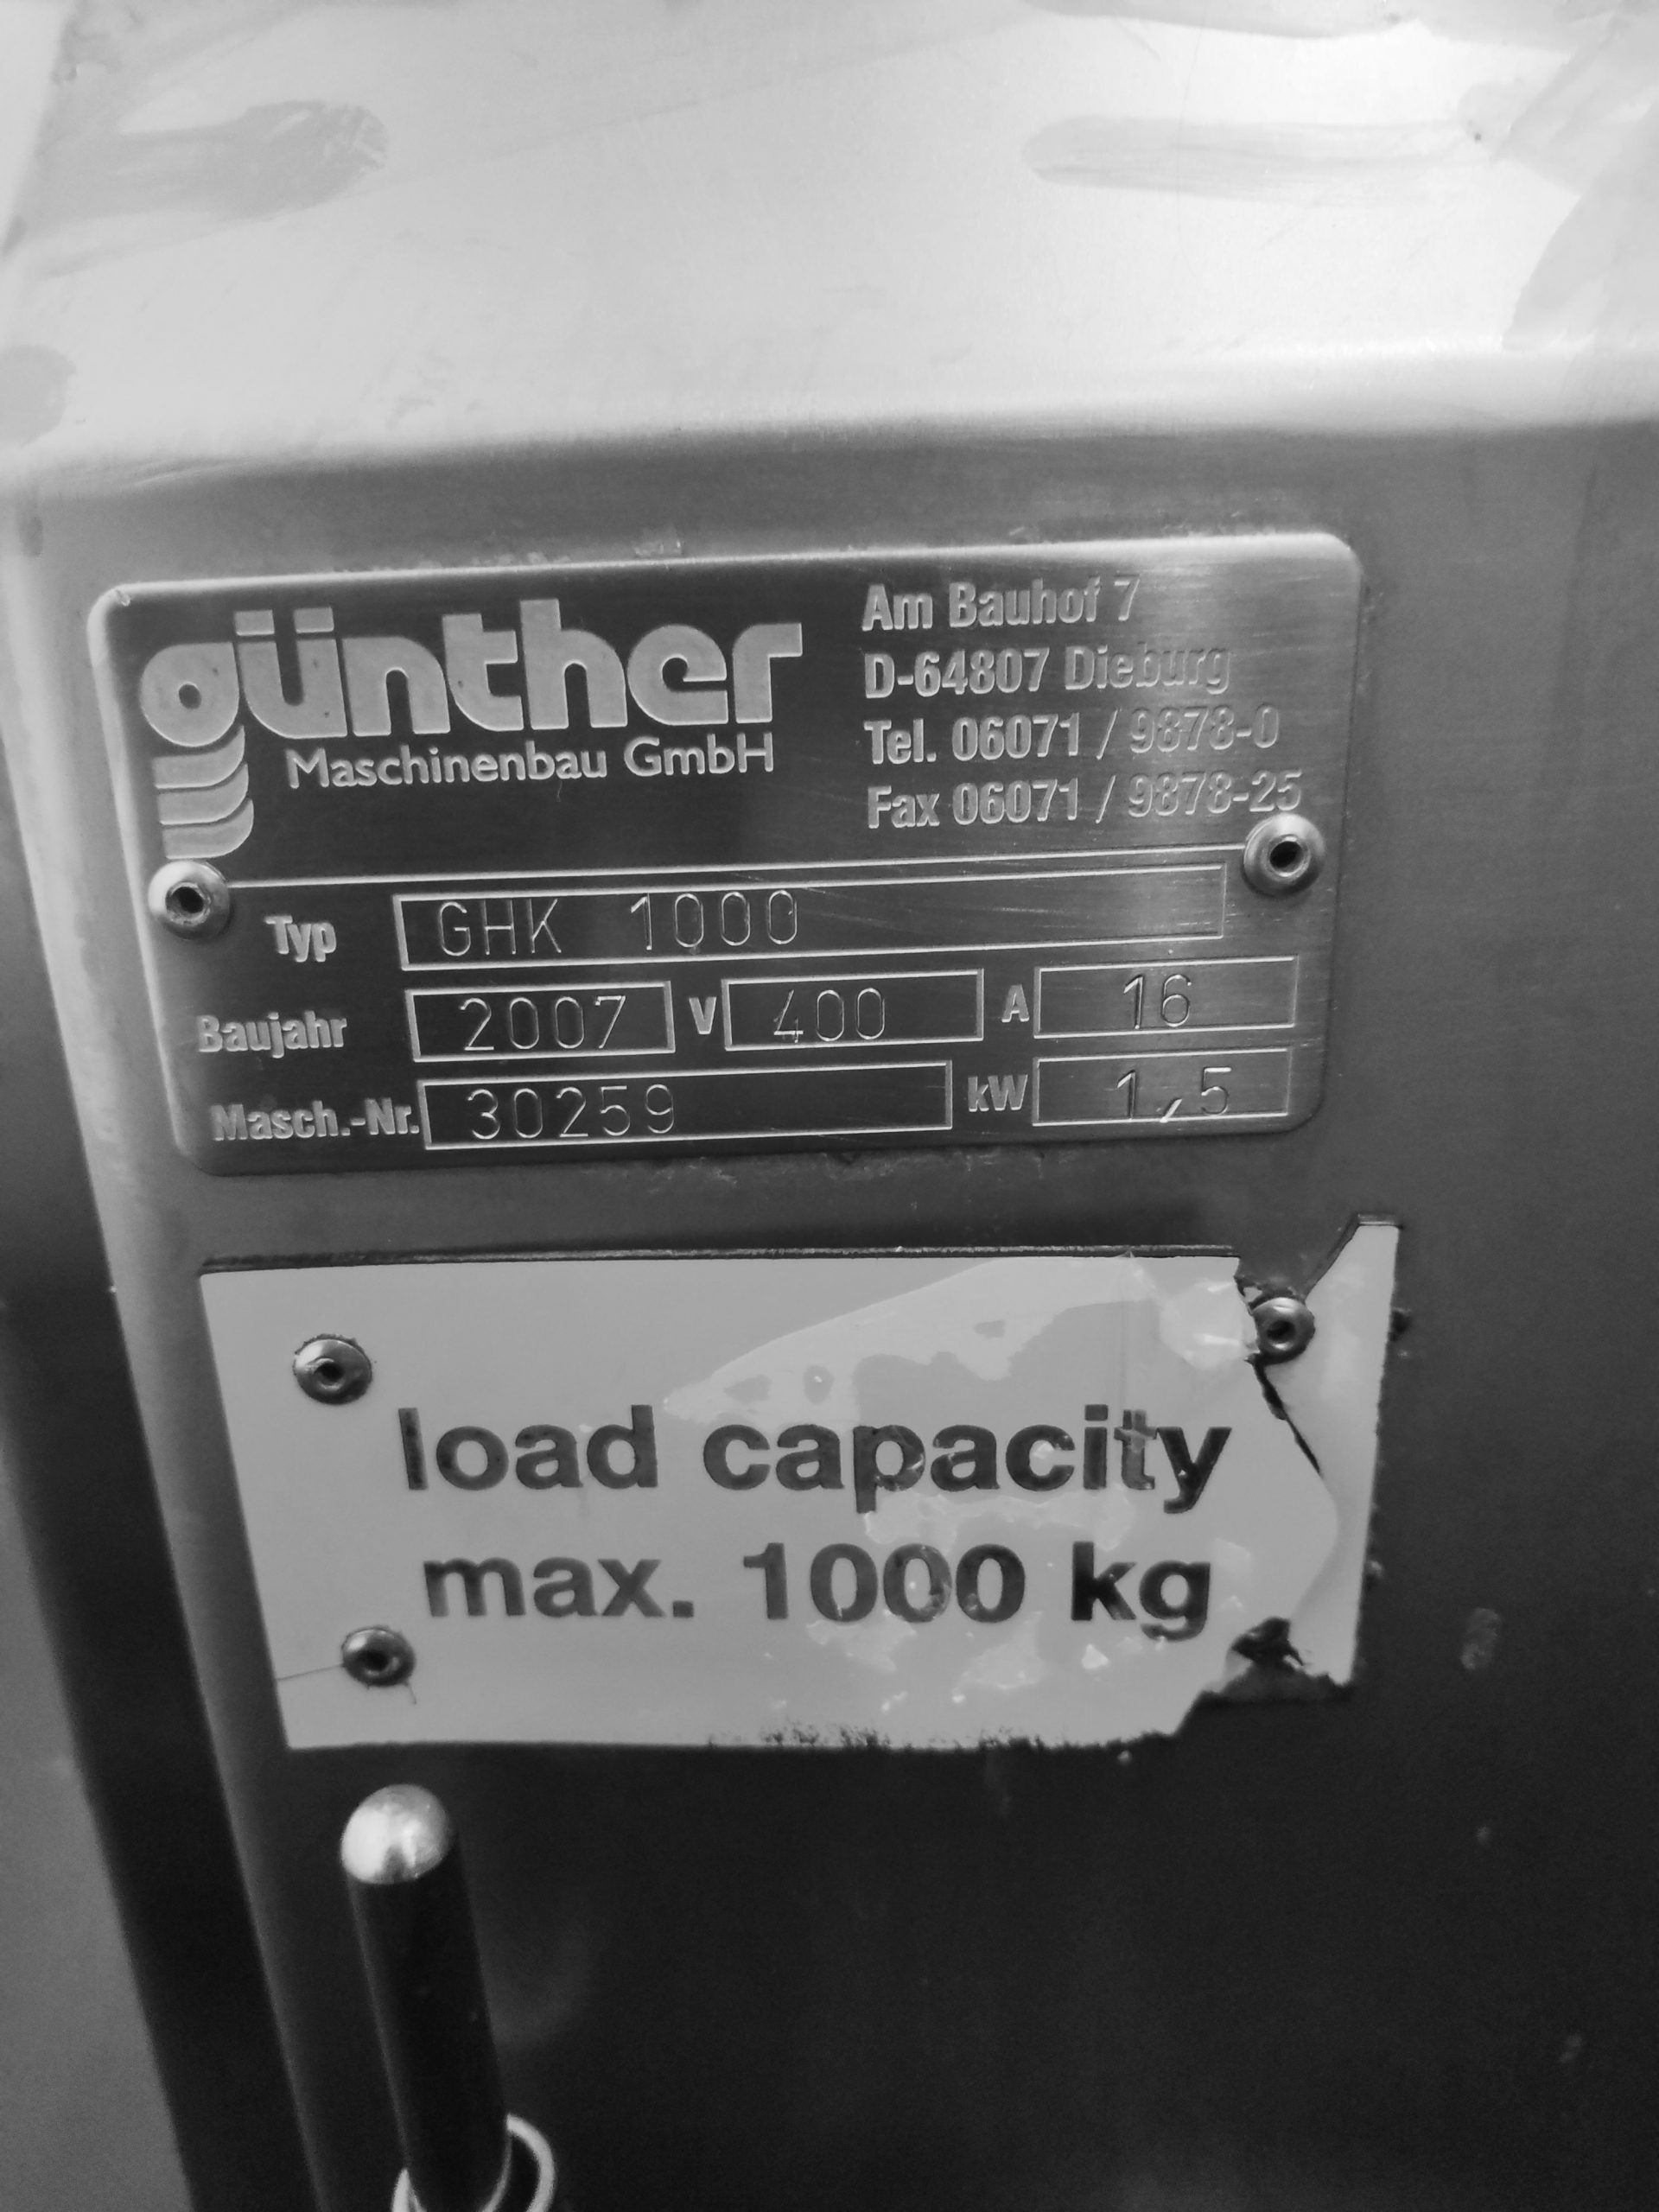 günther
Maschinenbau GmbH
Am Bauhof 7
D-64807 Dieburg
Tel. 06071 / 9878-0
Fax 06071 / 9878-25
Typ GHK 1000
Baujahr 2007 V 400 A 16
Masch.-Nr. 30259 kW 1,5
load capacity
max. 1000 kg